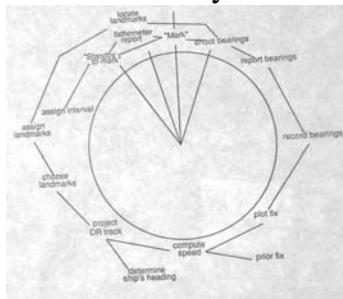 locate
landmarks
fathometer
report
"Mark"
shoot bearings
to mark"
report bearings
assign interval
assign
landmarks
record bearings
choose
landmarks
plot fix
project
DR track
compute
speed
prior fix
determine
ship's heading